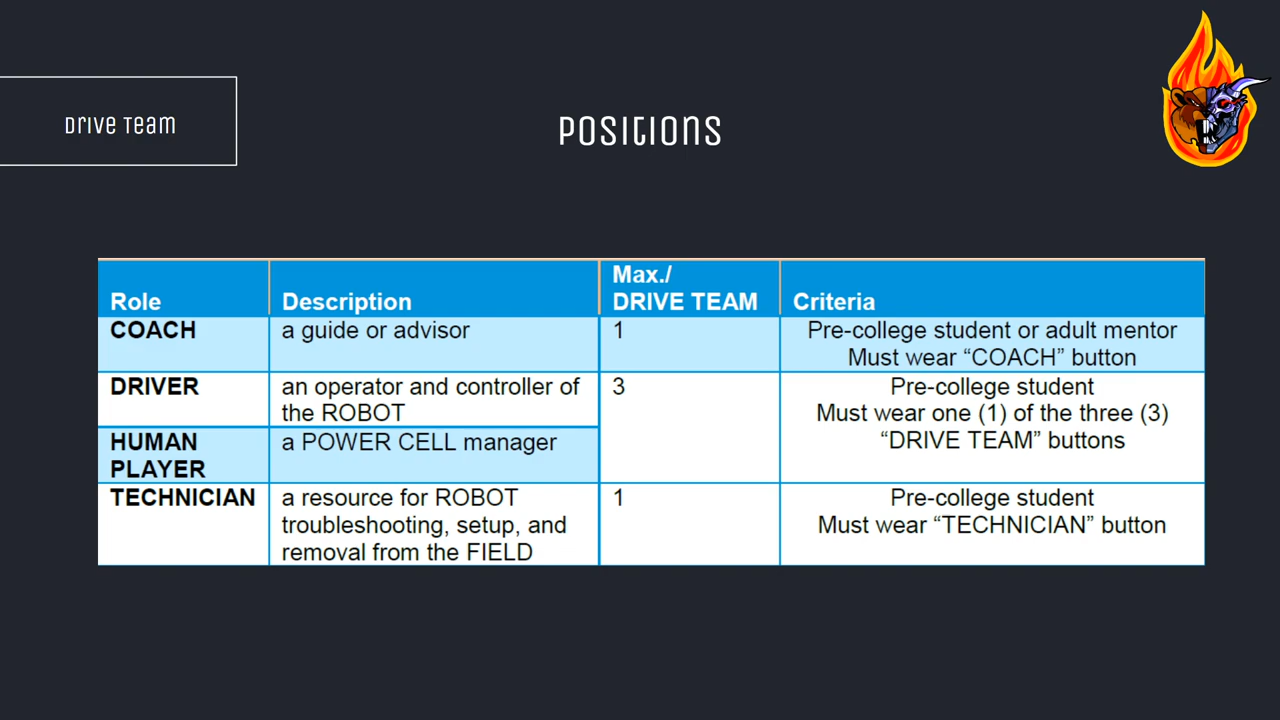 Drive Team
Positions
Role
Description
Max./
DRIVE TEAM
Criteria
COACH
a guide or advisor
1
Pre-college student or adult mentor
Must wear “COACH” button
DRIVER
an operator and controller of
the ROBOT
3
Pre-college student
Must wear one (1) of the three (3)
“DRIVE TEAM” buttons
HUMAN
PLAYER
a POWER CELL manager
TECHNICIAN
a resource for ROBOT
troubleshooting, setup, and
removal from the FIELD
1
Pre-college student
Must wear “TECHNICIAN” button